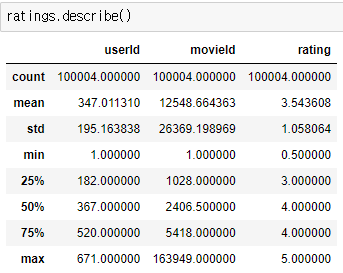 ratings.describe()
userId movieId rating
count 100004.000000 100004.000000 100004.000000
mean 347.011310 12548.664363 3.543608
std 195.163838 26369.198969 1.058064
min 1.000000 1.000000 0.500000
25% 182.000000 1028.000000 3.000000
50% 367.000000 2406.500000 4.000000
75% 520.000000 5418.000000 4.000000
max 671.000000 163949.000000 5.000000